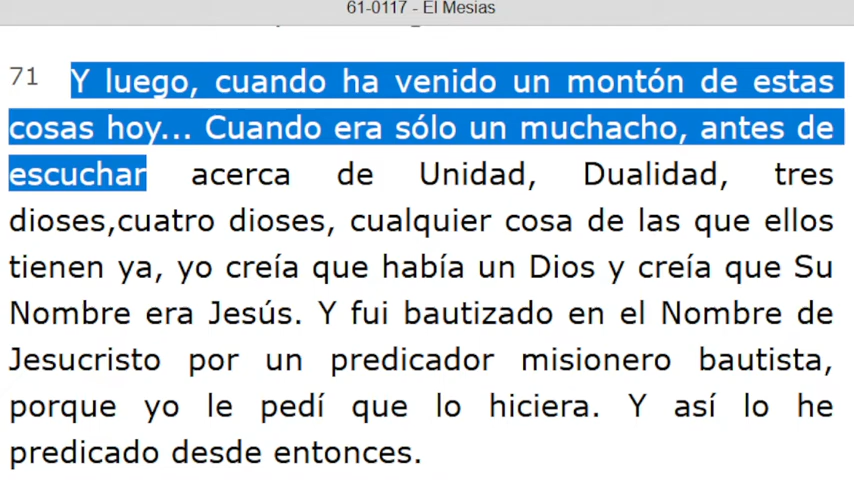 61-0117 - El Mesias
71 Y luego, cuando ha venido un montón de estas
cosas hoy... Cuando era sólo un muchacho, antes de
escuchar acerca de Unidad, Dualidad, tres
dioses,cuatro dioses, cualquier cosa de las que ellos
tienen ya, yo creía que había un Dios y creía que Su
Nombre era Jesús. Y fui bautizado en el Nombre de
Jesucristo por un predicador misionero bautista,
porque yo le pedí que lo hiciera. Y así lo he
predicado desde entonces.